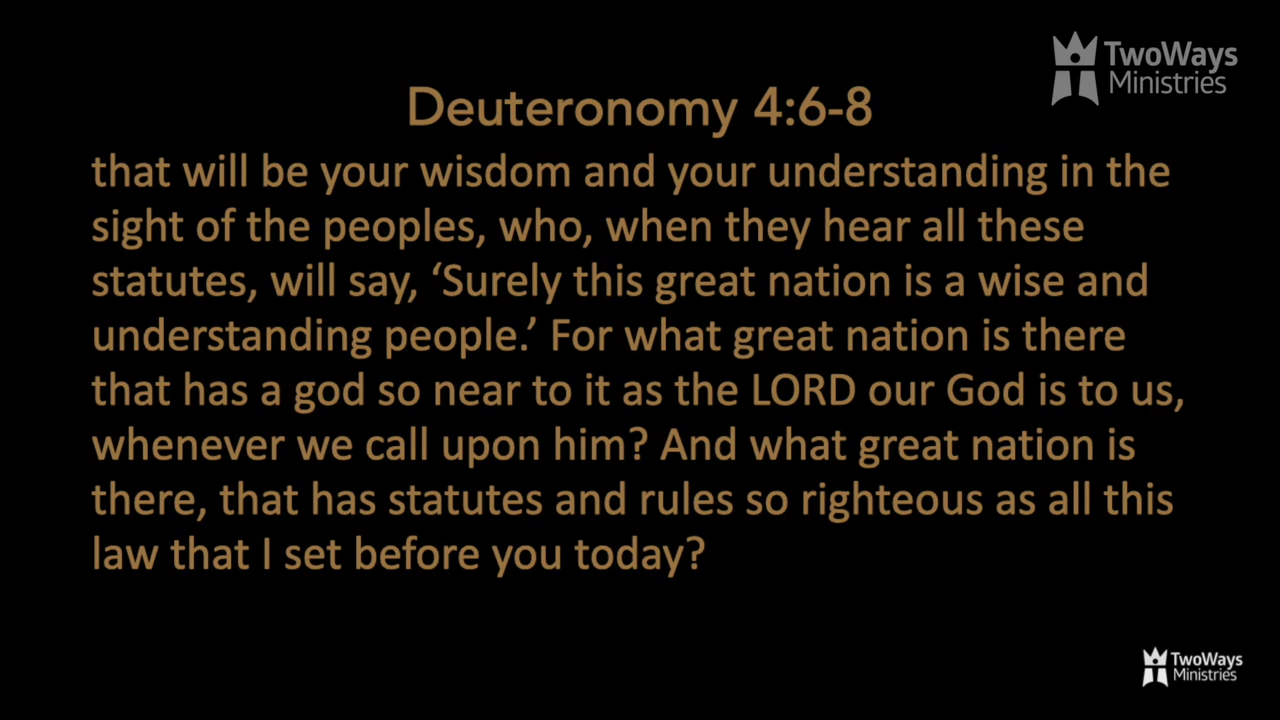 TwoWays
Ministries
Deuteronomy 4:6-8
that will be your wisdom and your understanding in the
sight of the peoples, who, when they hear all these
statutes, will say, ‘Surely this great nation is a wise and
understanding people.’ For what great nation is there
that has a god so near to it as the LORD our God is to us,
whenever we call upon him? And what great nation is
there, that has statutes and rules so righteous as all this
law that I set before you today?
TwoWays
Ministries